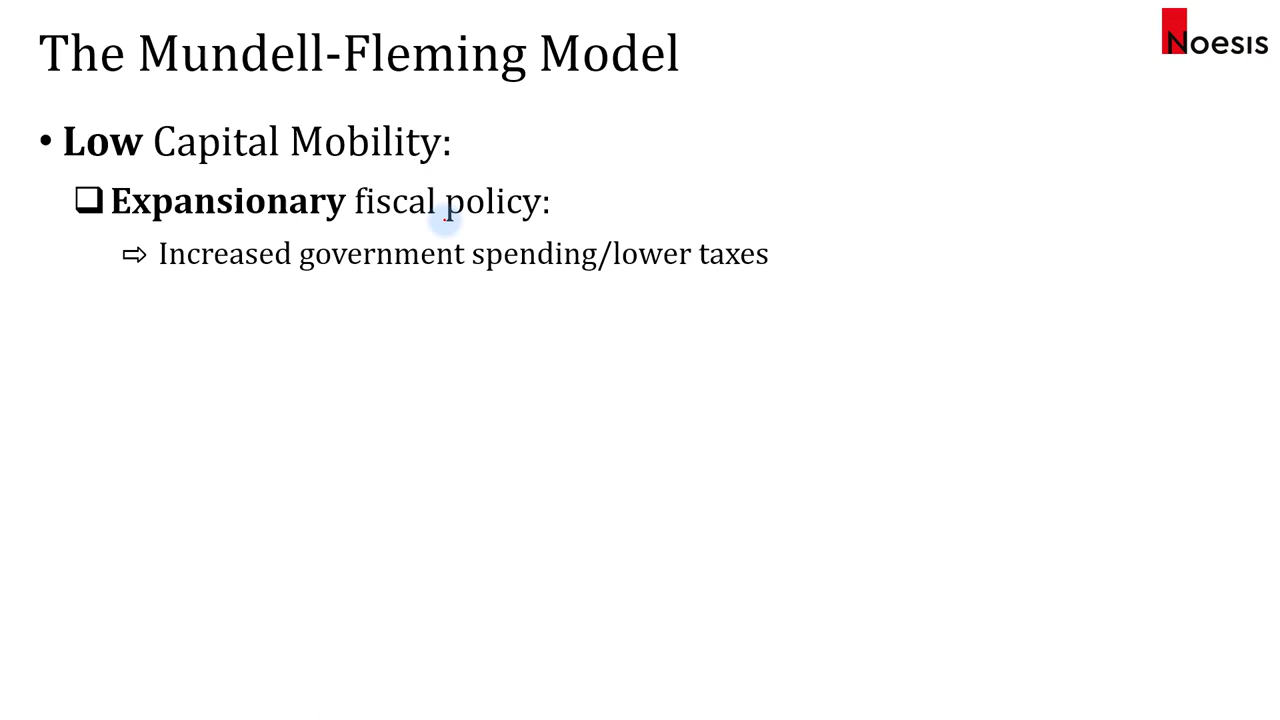 The Mundell-Fleming Model
Noesis
• Low Capital Mobility:
❑ Expansionary fiscal policy:
⇨ Increased government spending/lower taxes